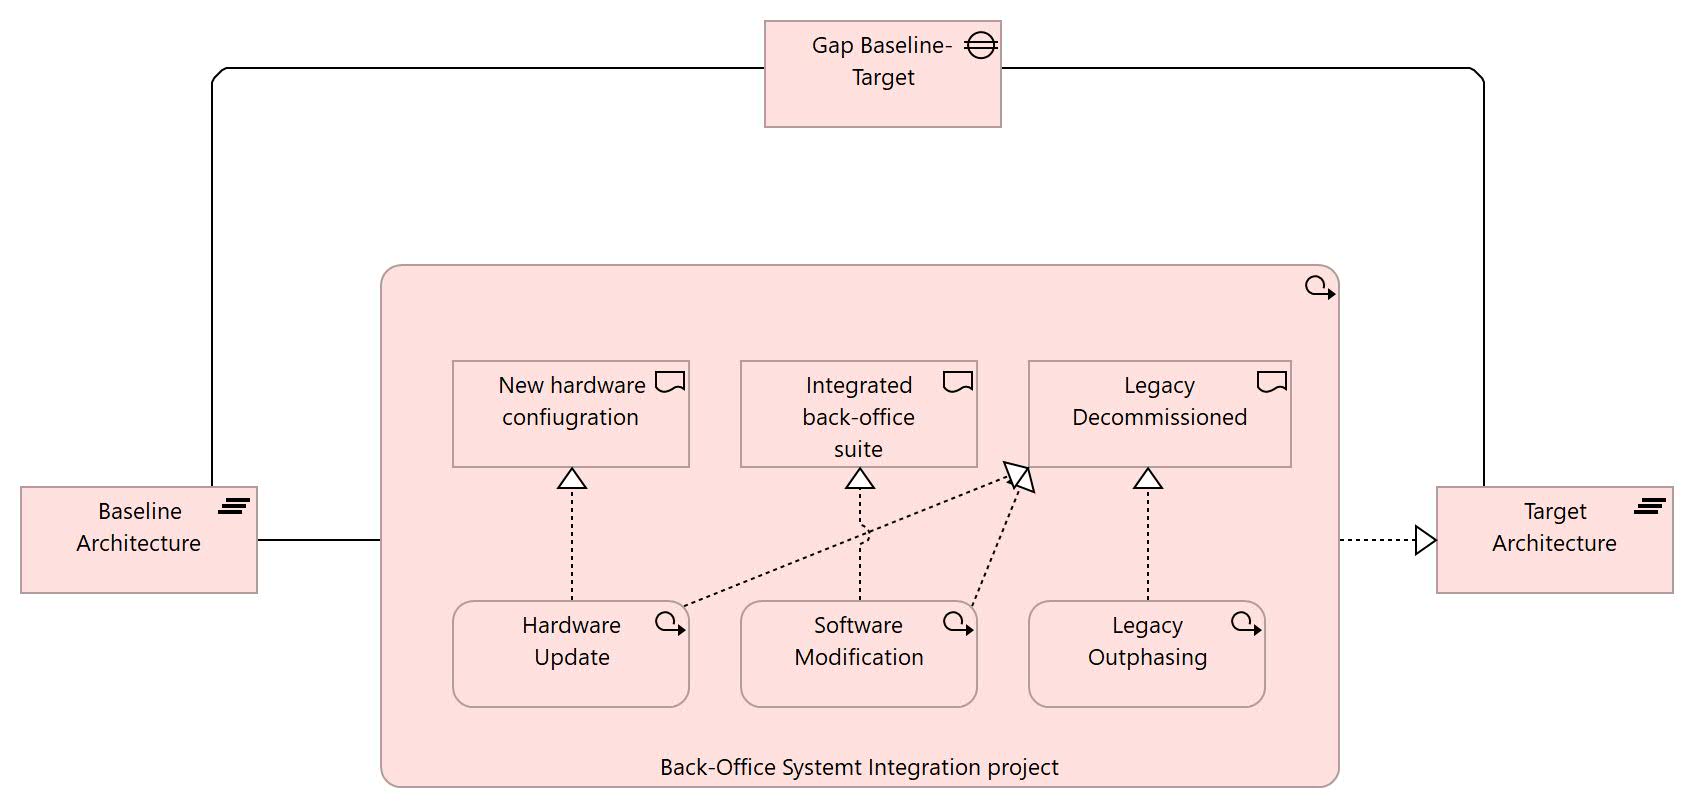 Gap Baseline-
Target
New hardware
confiugration
Integrated
back-office
suite
Legacy
Decommissioned
Baseline
Architecture
Target
Architecture
Hardware
Update
Software
Modification
Legacy
Outphasing
Back-Office Systemt Integration project